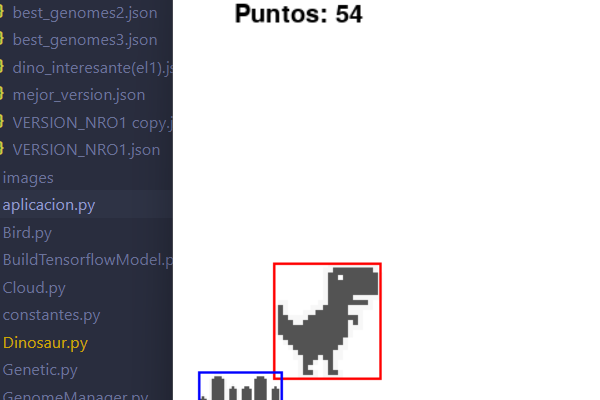 best_genomes2.json
best_genomes3.json
dino_interesante(el1).js
mejor_version.json
VERSION_NRO1 copy.j
VERSION_NRO1.json
images
aplicacion.py
Bird.py
BuildTensorflowModel.p
Cloud.py
constantes.py
Dinosaur.py
Genetic.py
GenomeManager.py
Puntos: 54